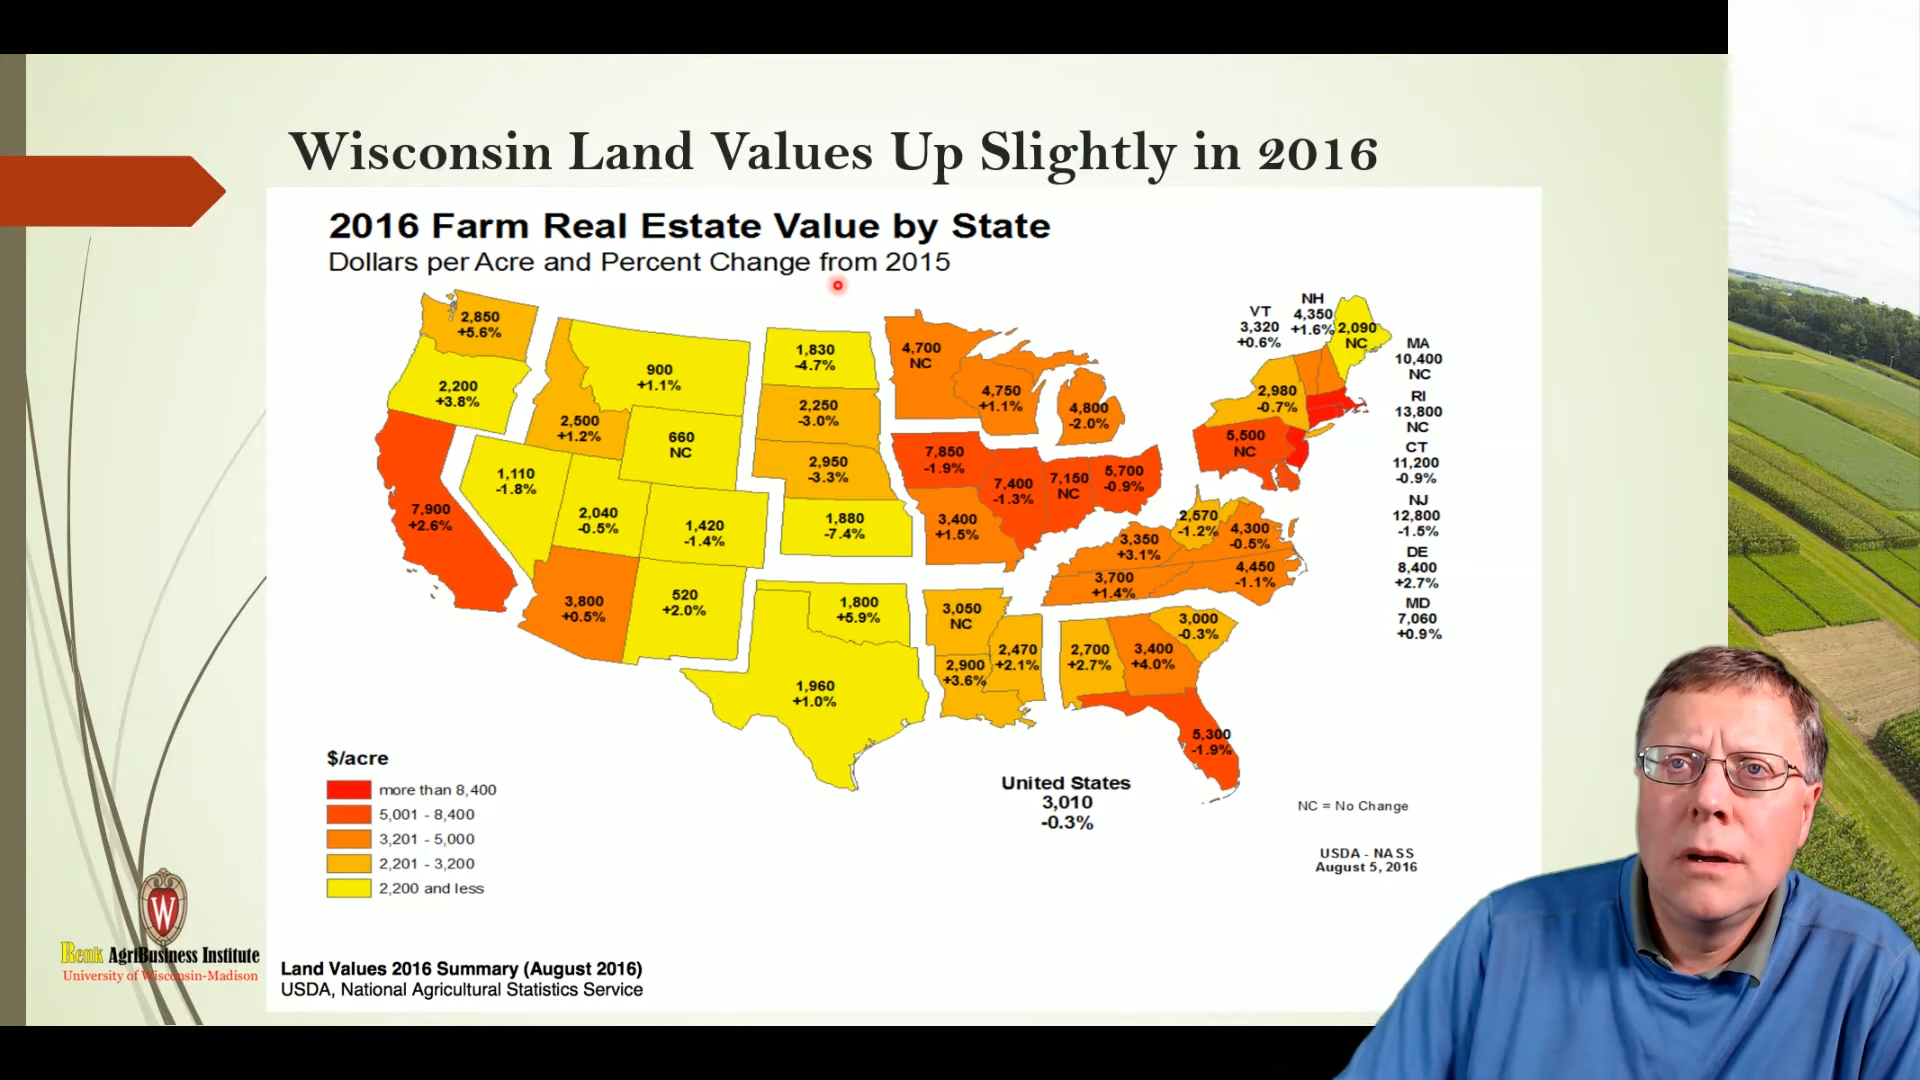 Wisconsin Land Values Up Slightly in 2016
2016 Farm Real Estate Value by State
Dollars per Acre and Percent Change from 2015
2,850
+5.6%
2,200
+3.8%
7,900
+2.6%
2,500
+1.2%
1,110
-1.8%
900
+1.1%
660
NC
2,040
-0.5%
1,420
-1.4%
3,800
+0.5%
520
+2.0%
1,830
-4.7%
2,250
-3.0%
2,950
-3.3%
1,880
-7.4%
1,800
+5.9%
1,960
+1.0%
4,700
NC
4,750
+1.1%
4,800
-2.0%
7,850
-1.9%
7,400
-1.3%
7,150
NC
5,700
-0.9%
3,400
+1.5%
3,050
NC
2,900
+3.6%
2,470
+2.1%
2,700
+2.7%
3,400
+4.0%
3,000
-0.3%
5,300
-1.9%
3,350
+3.1%
3,700
+1.4%
2,570
-1.2%
4,300
-0.5%
4,450
-1.1%
5,500
NC
2,980
-0.7%
VT
3,320
+0.6%
NH
4,350
+1.6%
2,090
NC
MA
10,400
NC
RI
13,800
NC
CT
11,200
-0.9%
NJ
12,800
-1.5%
DE
8,400
+2.7%
MD
7,060
+0.9%
$/acre
more than 8,400
5,001 - 8,400
3,201 - 5,000
2,201 - 3,200
2,200 and less
United States
3,010
-0.3%
NC = No Change
USDA - NASS
August 5, 2016
W
Renk AgriBusiness Institute
University of Wisconsin-Madison
Land Values 2016 Summary (August 2016)
USDA, National Agricultural Statistics Service